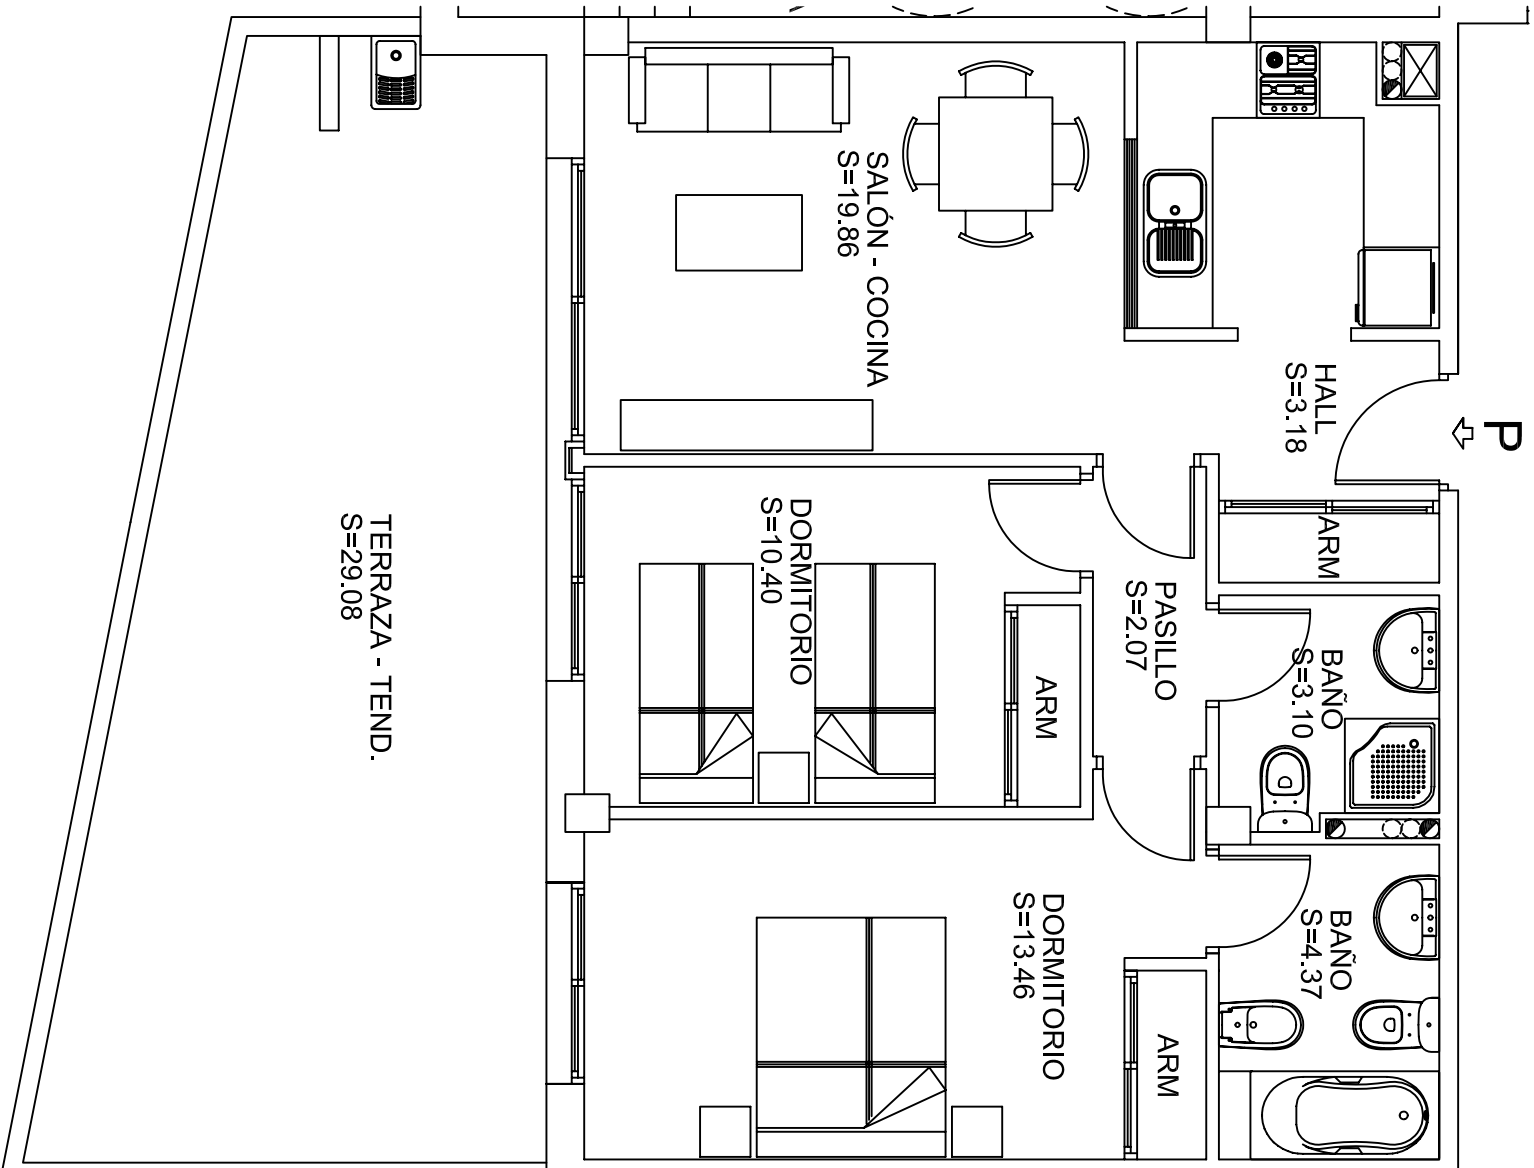 P
HALL
S=3.18
ARM
BAÑO
S=3.10
BAÑO
S=4.37
PASILLO
S=2.07
ARM
SALÓN - COCINA
S=19.86
DORMITORIO
S=10.40
ARM
DORMITORIO
S=13.46
TERRAZA - TEND.
S=29.08